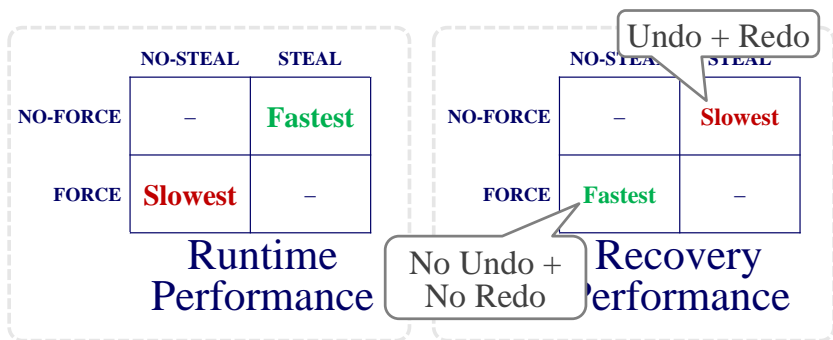 NO-STEAL STEAL
NO-FORCE – Fastest
FORCE Slowest –
Runtime
Performance
Undo + Redo
NO-STEAL STEAL
NO-FORCE – Slowest
FORCE Fastest –
No Undo +
No Redo
Recovery
Performance